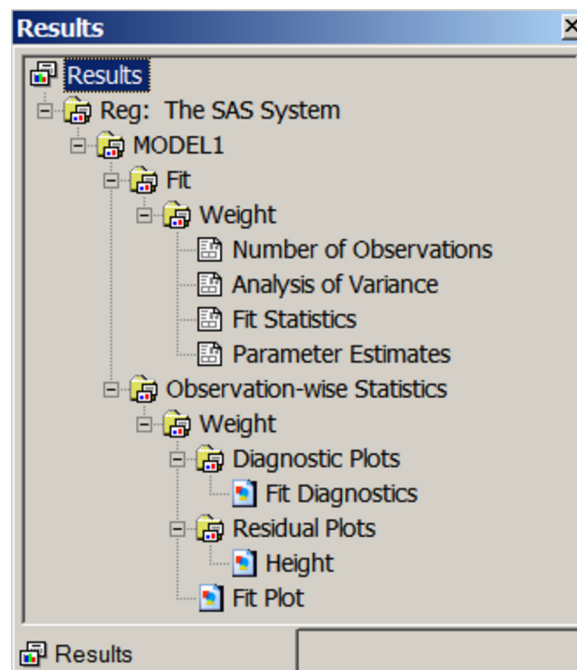 Results
Results
Reg: The SAS System
MODEL1
Fit
Weight
Number of Observations
Analysis of Variance
Fit Statistics
Parameter Estimates
Observation-wise Statistics
Weight
Diagnostic Plots
Fit Diagnostics
Residual Plots
Height
Fit Plot
Results